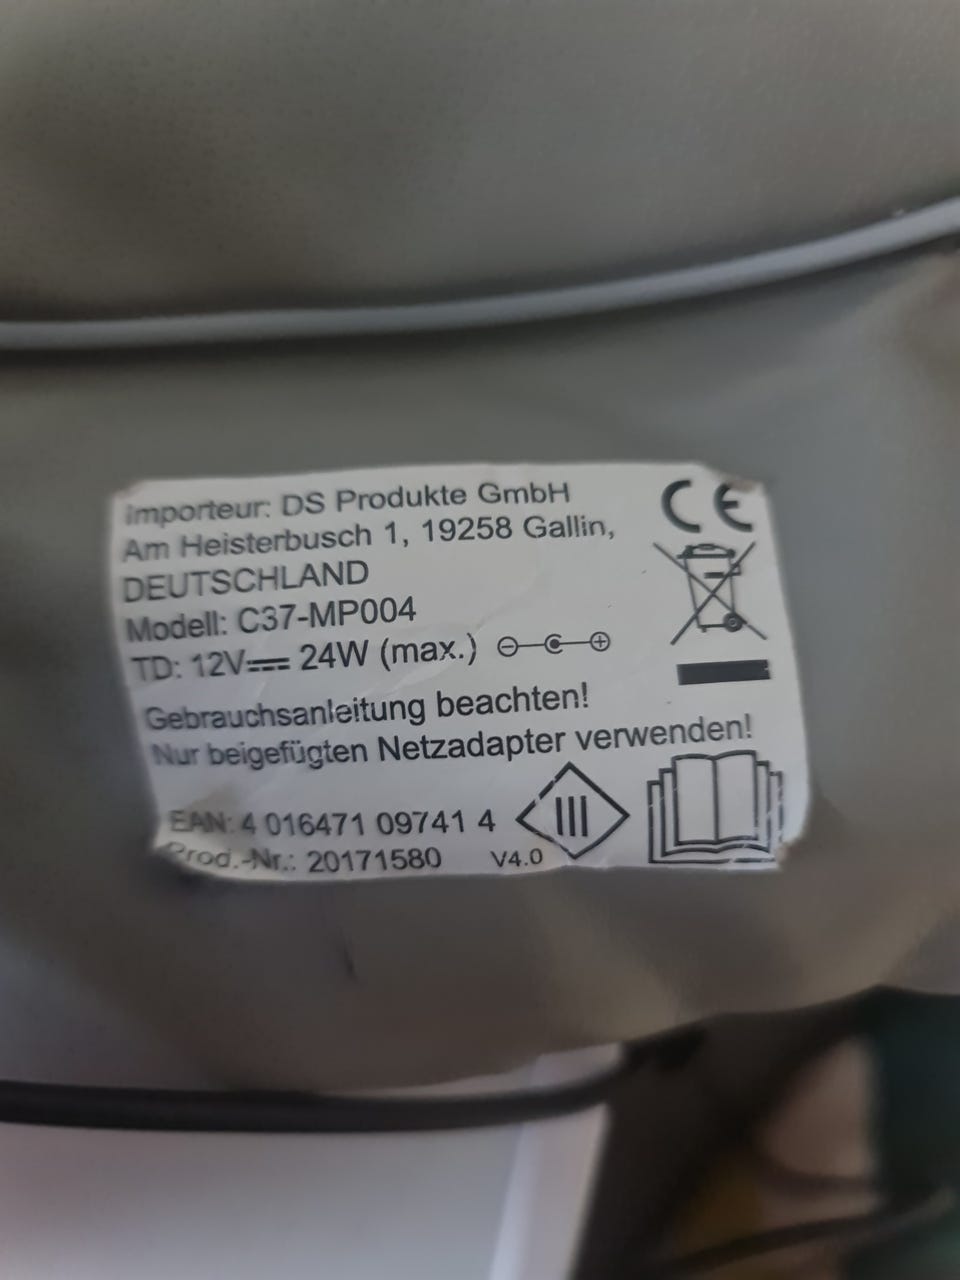 Importeur: DS Produkte GmbH
Am Heisterbusch 1, 19258 Gallin,
DEUTSCHLAND
Modell: C37-MP004
TD: 12V⎓ 24W (max.)
Gebrauchsanleitung beachten!
Nur beigefügten Netzadapter verwenden!
EAN: 4 016471 09741 4
Prod.-Nr.: 20171580 V4.0
CE
III